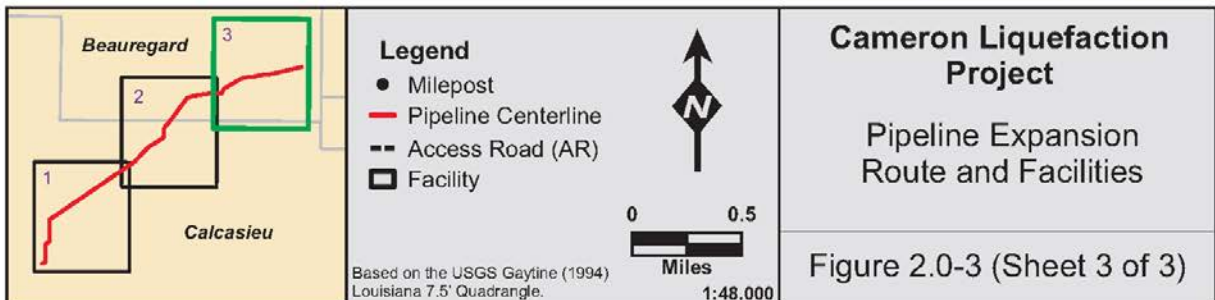 Beauregard
3
2
1
Calcasieu
Legend
Milepost
Pipeline Centerline
Access Road (AR)
Facility
Based on the USGS Gaytine (1994)
Louisiana 7.5' Quadrangle.
N
0 0.5
Miles
1:48.000
Cameron Liquefaction
Project
Pipeline Expansion
Route and Facilities
Figure 2.0-3 (Sheet 3 of 3)